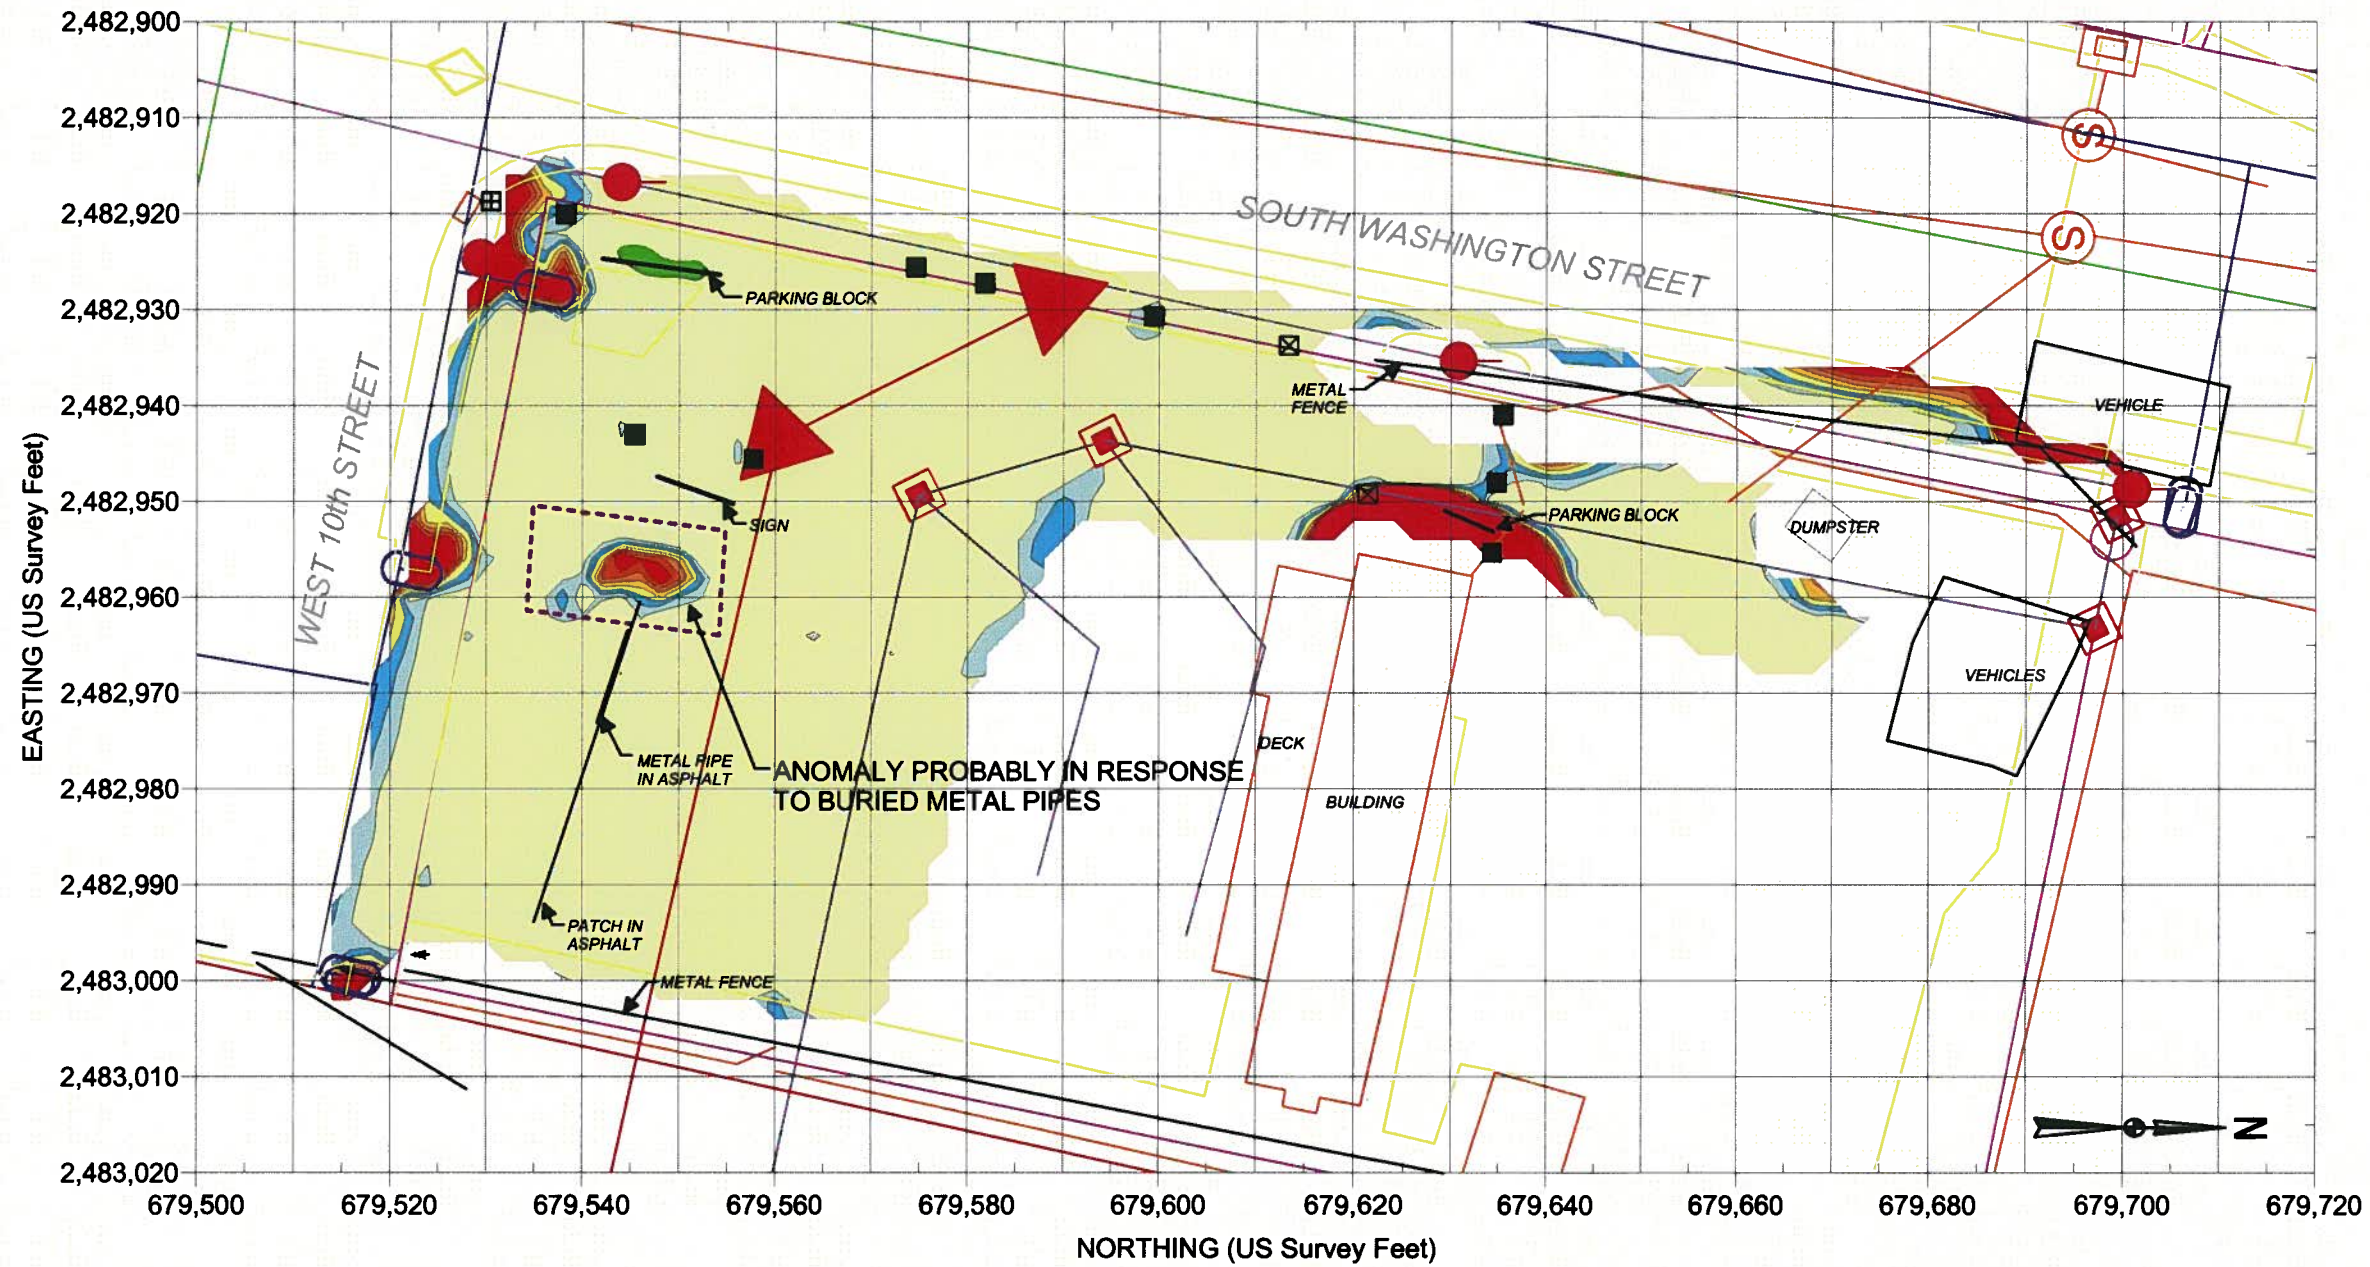 2,482,900
2,482,910
2,482,920
2,482,930
2,482,940
2,482,950
2,482,960
2,482,970
2,482,980
2,482,990
2,483,000
2,483,010
2,483,020
EASTING (US Survey Feet)
679,500
679,520
679,540
679,560
679,580
679,600
679,620
679,640
679,660
679,680
679,700
679,720
NORTHING (US Survey Feet)
SOUTH WASHINGTON STREET
WEST 10th STREET
S
S
PARKING BLOCK
METAL
FENCE
VEHICLE
SIGN
PARKING BLOCK
DUMPSTER
VEHICLES
METAL PIPE
IN ASPHALT
ANOMALY PROBABLY IN RESPONSE
TO BURIED METAL PIPES
DECK
BUILDING
PATCH IN
ASPHALT
METAL FENCE
N